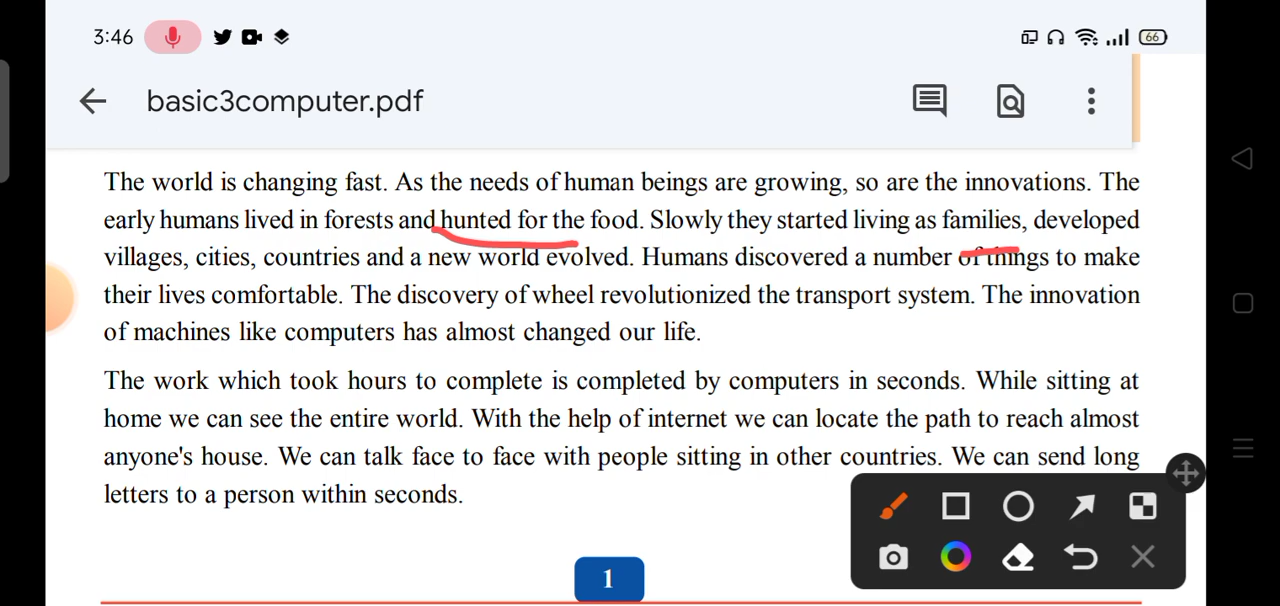 3:46
66
basic3computer.pdf
The world is changing fast. As the needs of human beings are growing, so are the innovations. The
early humans lived in forests and hunted for the food. Slowly they started living as families, developed
villages, cities, countries and a new world evolved. Humans discovered a number of things to make
their lives comfortable. The discovery of wheel revolutionized the transport system. The innovation
of machines like computers has almost changed our life.
The work which took hours to complete is completed by computers in seconds. While sitting at
home we can see the entire world. With the help of internet we can locate the path to reach almost
anyone's house. We can talk face to face with people sitting in other countries. We can send long
letters to a person within seconds.
1